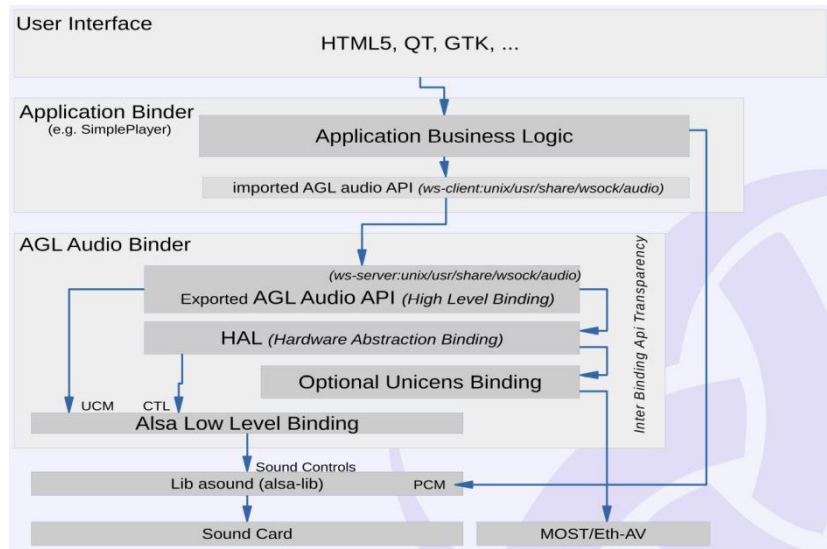 User Interface
HTML5, QT, GTK, ...
Application Binder
(e.g. SimplePlayer)
Application Business Logic
imported AGL audio API (ws-client:unix/usr/share/wsock/audio)
AGL Audio Binder
(ws-server:unix/usr/share/wsock/audio)
Exported AGL Audio API (High Level Binding)
HAL (Hardware Abstraction Binding)
Optional Unicens Binding
Inter Binding Api Transparency
UCM
CTL
Alsa Low Level Binding
Sound Controls
Lib asound (alsa-lib)
PCM
Sound Card
MOST/Eth-AV